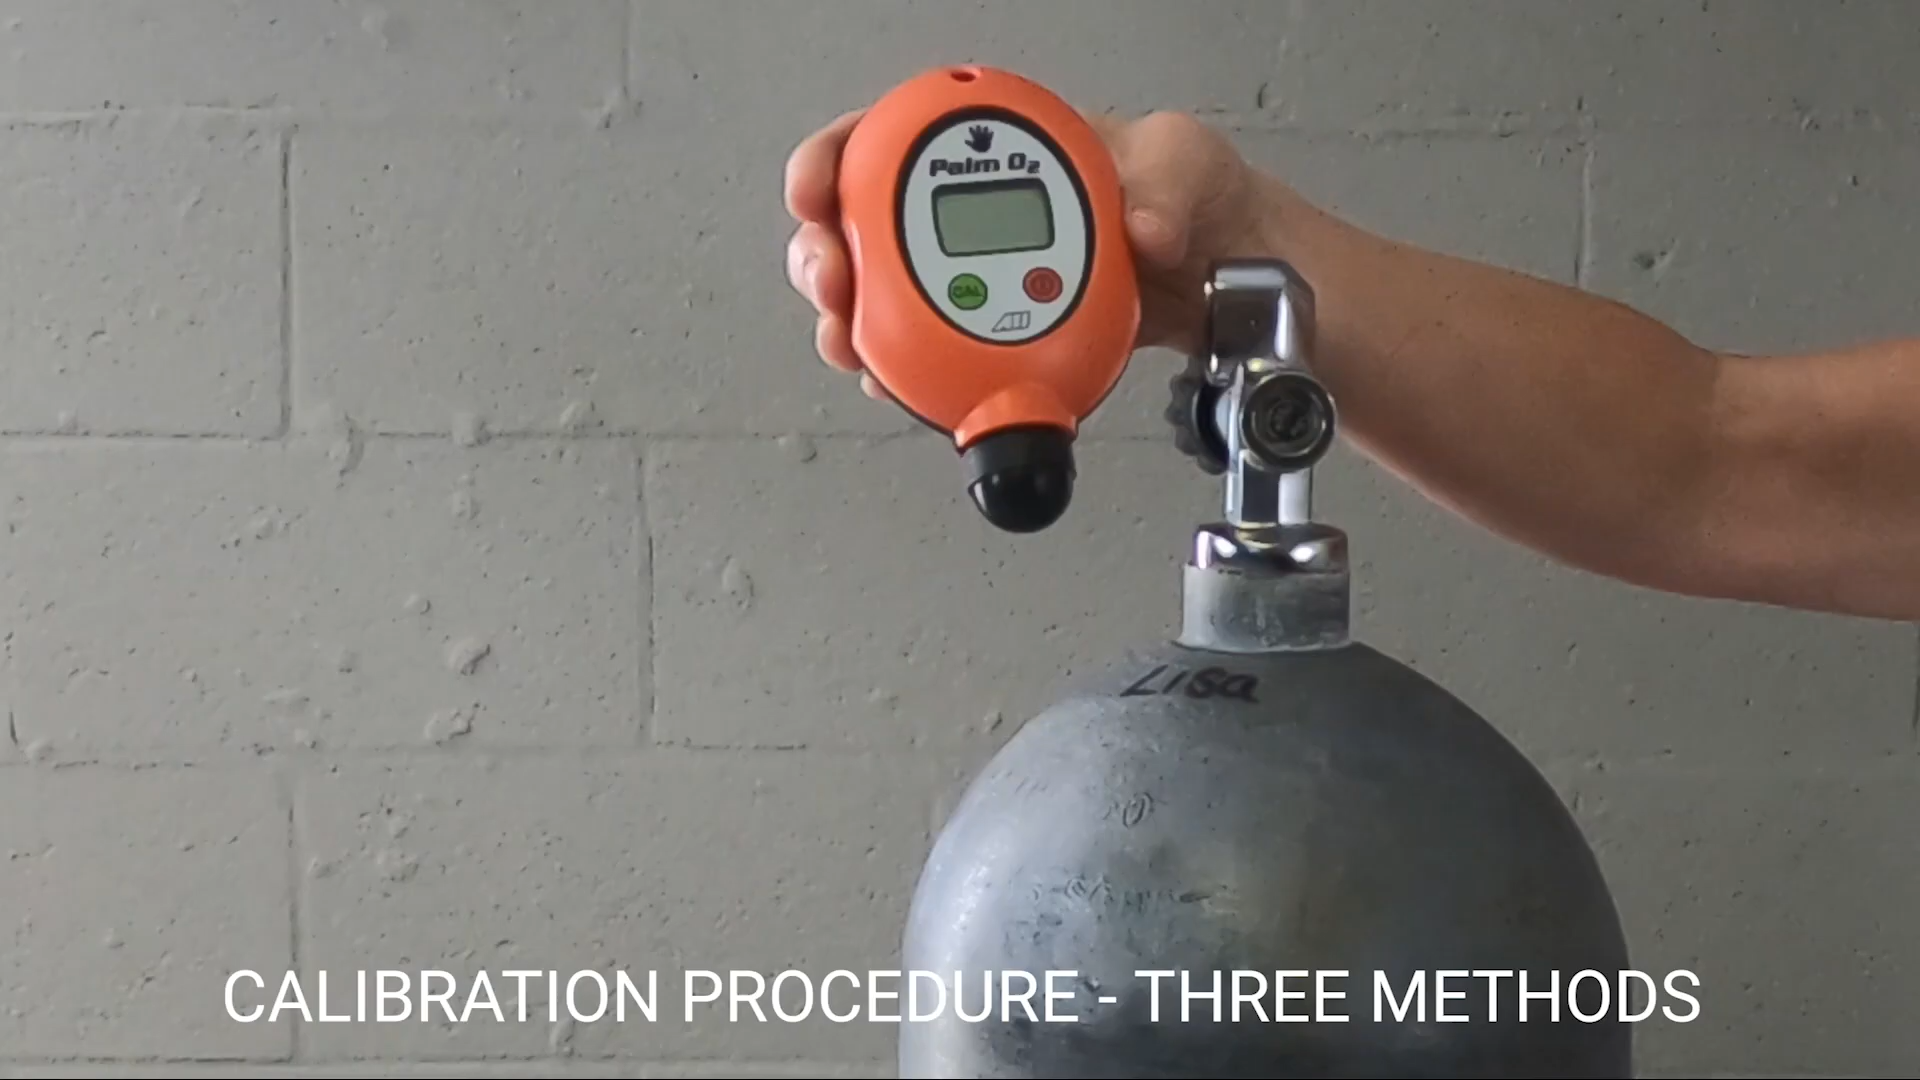 Palm O2
CAL
AII
Lisa
CALIBRATION PROCEDURE - THREE METHODS